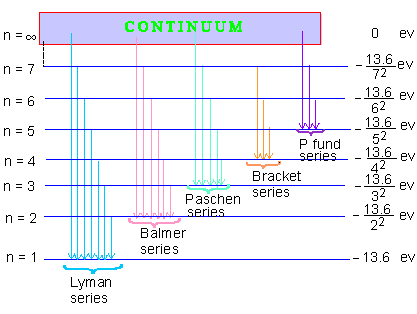 CONTINUUM
n = ∞ 0 ev
n = 7 - 13.6/7² ev
n = 6 - 13.6/6² ev
n = 5 - 13.6/5² ev
P fund
series
n = 4 - 13.6/4² ev
Bracket
series
n = 3 - 13.6/3² ev
Paschen
series
n = 2 - 13.6/2² ev
Balmer
series
n = 1 - 13.6 ev
Lyman
series